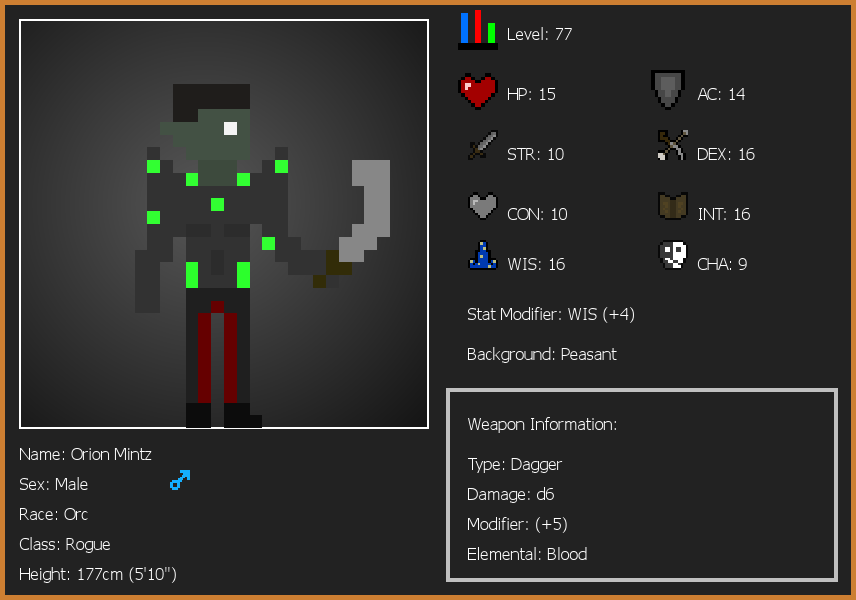 Level: 77
HP: 15
AC: 14
STR: 10
DEX: 16
CON: 10
INT: 16
WIS: 16
CHA: 9
Stat Modifier: WIS (+4)
Background: Peasant
Weapon Information:
Type: Dagger
Damage: d6
Modifier: (+5)
Elemental: Blood
Name: Orion Mintz
Sex: Male
Race: Orc
Class: Rogue
Height: 177cm (5'10")